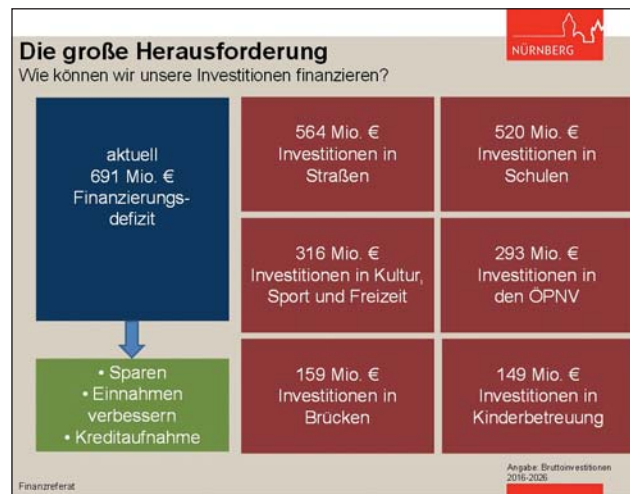 Die große Herausforderung
Wie können wir unsere Investitionen finanzieren?
NÜRNBERG
aktuell
691 Mio. €
Finanzierungs-
defizit
564 Mio. €
Investitionen in
Straßen
520 Mio. €
Investitionen in
Schulen
316 Mio. €
Investitionen in Kultur,
Sport und Freizeit
293 Mio. €
Investitionen in
den ÖPNV
• Sparen
• Einnahmen
verbessern
• Kreditaufnahme
159 Mio. €
Investitionen in
Brücken
149 Mio. €
Investitionen in
Kinderbetreuung
Finanzreferat
Angabe: Bruttoinvestitionen
2016-2026